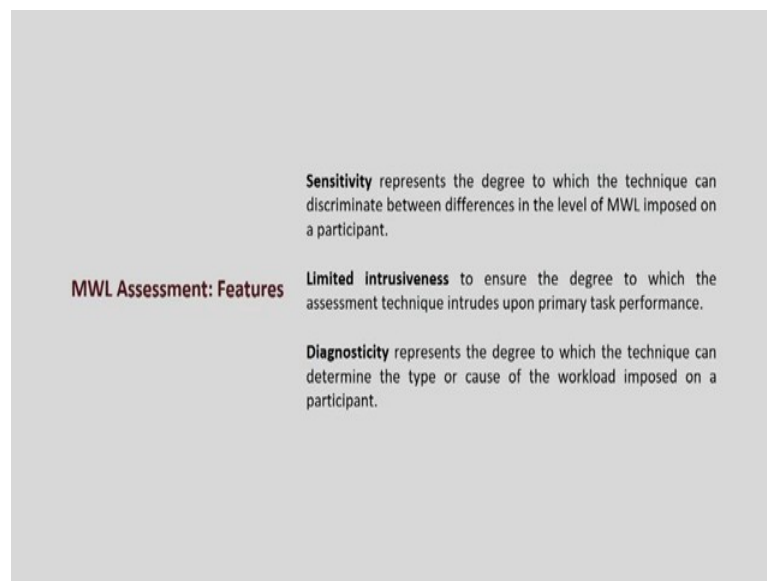 MWL Assessment: Features
Sensitivity represents the degree to which the technique can
discriminate between differences in the level of MWL imposed on
a participant.
Limited intrusiveness to ensure the degree to which the
assessment technique intrudes upon primary task performance.
Diagnosticity represents the degree to which the technique can
determine the type or cause of the workload imposed on a
participant.